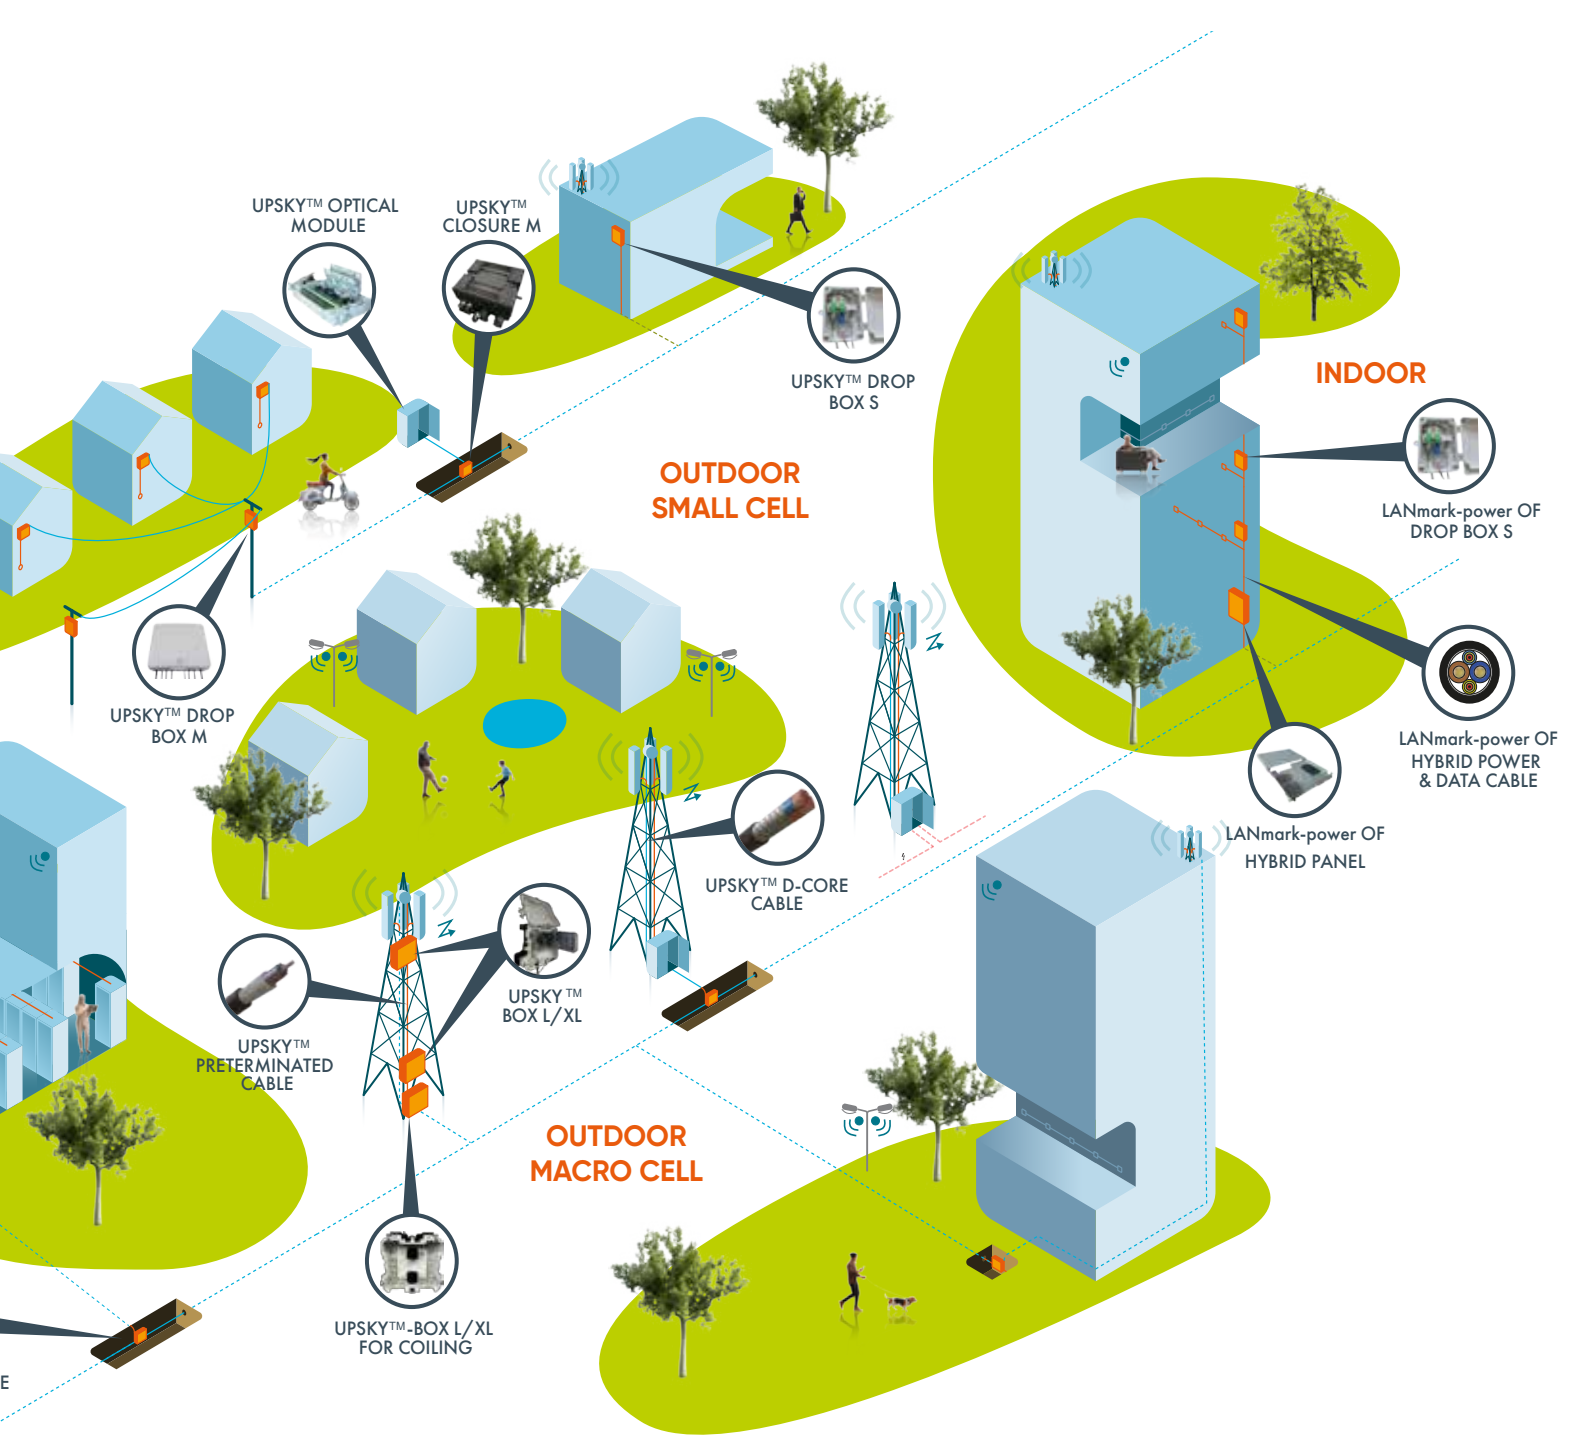 UPSKY™ OPTICAL
MODULE
UPSKY™
CLOSURE M
UPSKY™ DROP
BOX S
INDOOR
OUTDOOR
SMALL CELL
LANmark-power OF
DROP BOX S
UPSKY™ DROP
BOX M
LANmark-power OF
HYBRID POWER
& DATA CABLE
LANmark-power OF
HYBRID PANEL
UPSKY™ D-CORE
CABLE
UPSKY™
BOX L/XL
UPSKY™
PRETERMINATED
CABLE
OUTDOOR
MACRO CELL
UPSKY™-BOX L/XL
FOR COILING
E